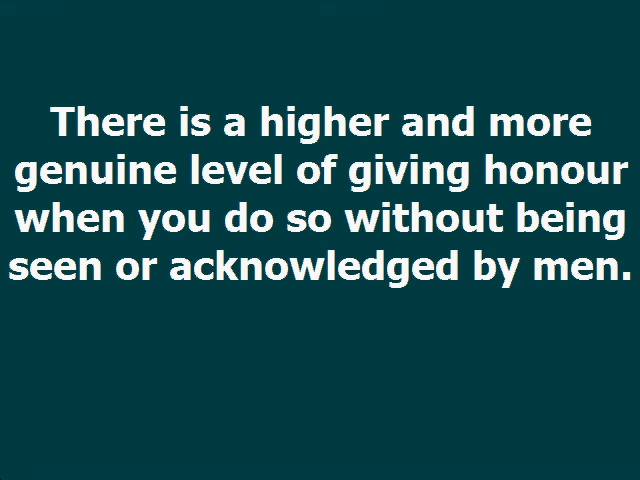 There is a higher and more
genuine level of giving honour
when you do so without being
seen or acknowledged by men.